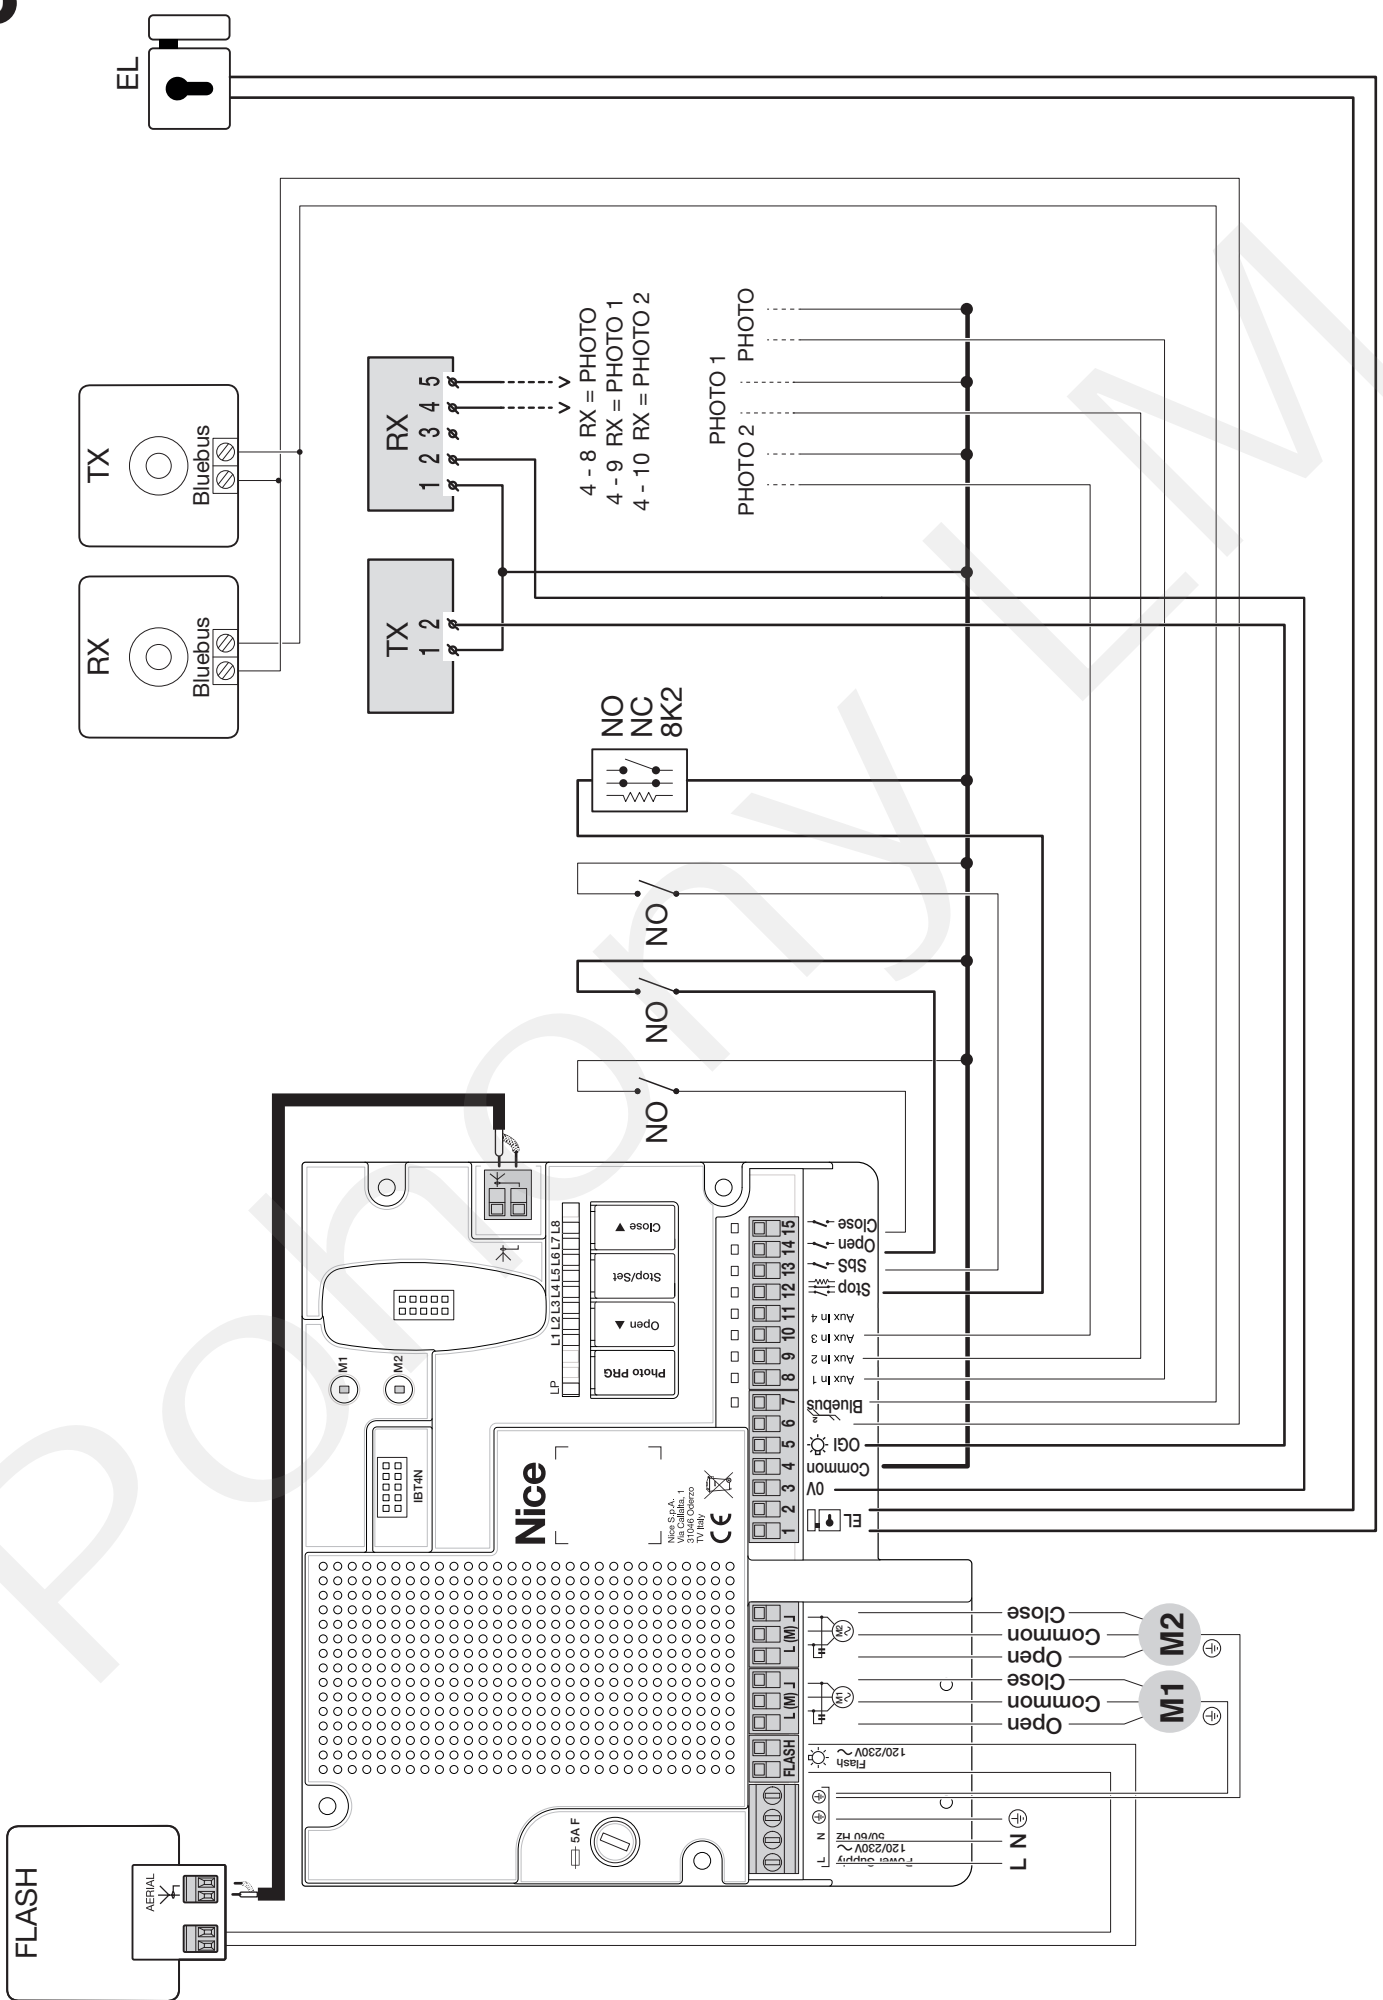 EL
TX
Bluebus
RX
Bluebus
RX
1 2 3 4 5
TX
1 2
4 - 8 RX = PHOTO
4 - 9 RX = PHOTO 1
4 - 10 RX = PHOTO 2
PHOTO
PHOTO 1
PHOTO 2
NO
NC
8K2
NO
NO
NO
M1
M2
IBT4N
LP
L1 L2 L3 L4 L5 L6 L7 L8
Photo PRG
Open ▲
Stop/Set
Close ▼
Nice
Nice S.p.A.
Via Callalta, 1
31046 Oderzo
TV Italy
CE
5A F
1 2 3 4 5 6 7 8 9 10 11 12 13 14 15
EL
0V
Common
OGI
Bluebus
2
Aux In 1
Aux In 2
Aux In 3
Aux In 4
Stop
SbS
Open
Close
L (M)
M2
L (M)
M1
FLASH
Flash
120/230V
L N
Power Supply
120/230V
50/60 Hz
L N
Close
Common
Open
M2
Close
Common
Open
M1
FLASH
AERIAL
Pohony LM